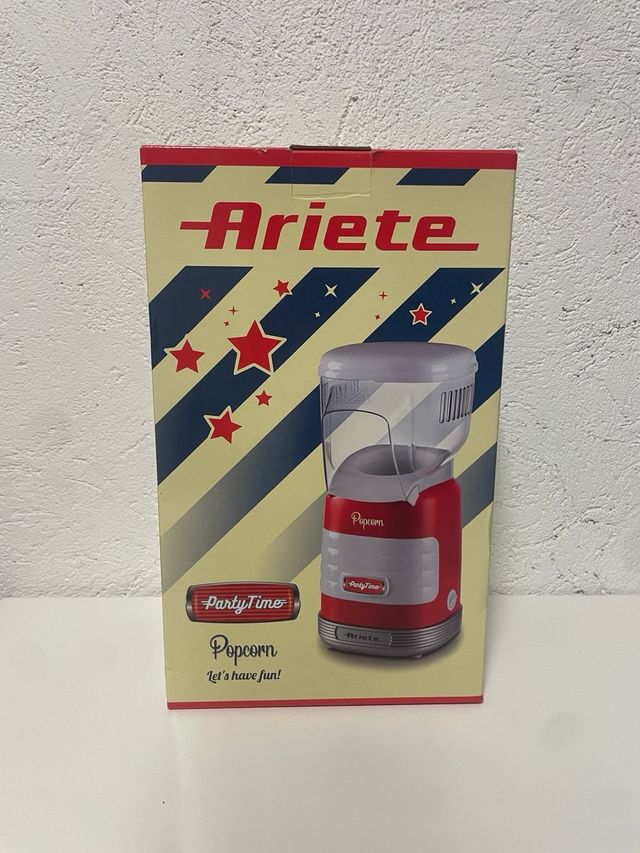 Ariete
Popcorn
PartyTime
Ariete
PartyTime
Popcorn
Let's have fun!